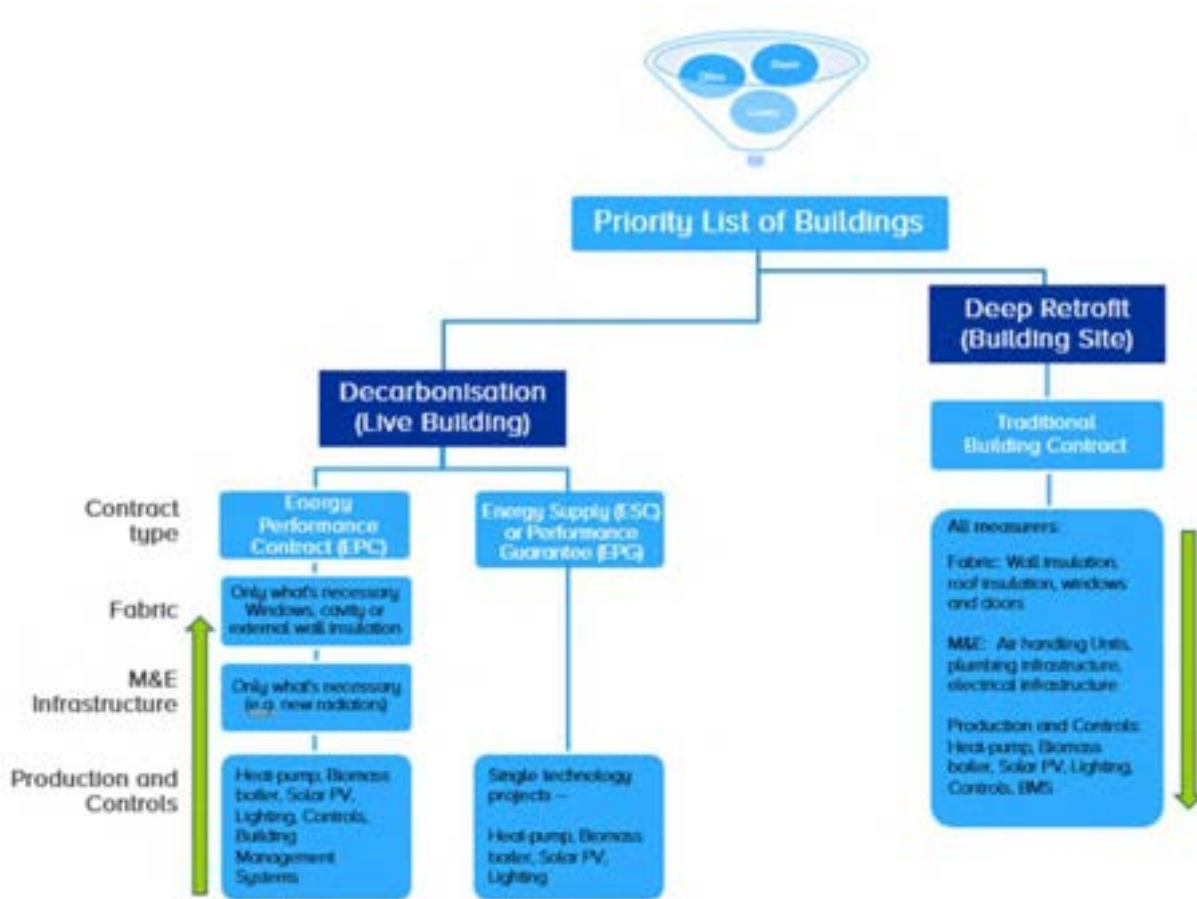 Priority List of Buildings
Deep Retrofit
(Building Site)
Decarbonisation
(Live Building)
Traditional
Building Contract
Contract
type
Energy
Performance
Contract (EPC)
Energy Supply (ESC)
or Performance
Guarantee (EPG)
Fabric
Only what's necessary
Windows, cavity or
external wall insulation
M&E
Infrastructure
Only what's necessary
(e.g. new radiators)
Production and
Controls
Heat-pump, Biomass
boiler, Solar PV,
Lighting, Controls,
Building
Management
Systems
Single technology
projects –
Heat-pump, Biomass
boiler, Solar PV,
Lighting
All measurers:
Fabric: Wall insulation,
roof insulation, windows
and doors
M&E: Air handling Units,
plumbing infrastructure,
electrical infrastructure
Production and Controls:
Heat-pump, Biomass
boiler, Solar PV, Lighting,
Controls, BMS